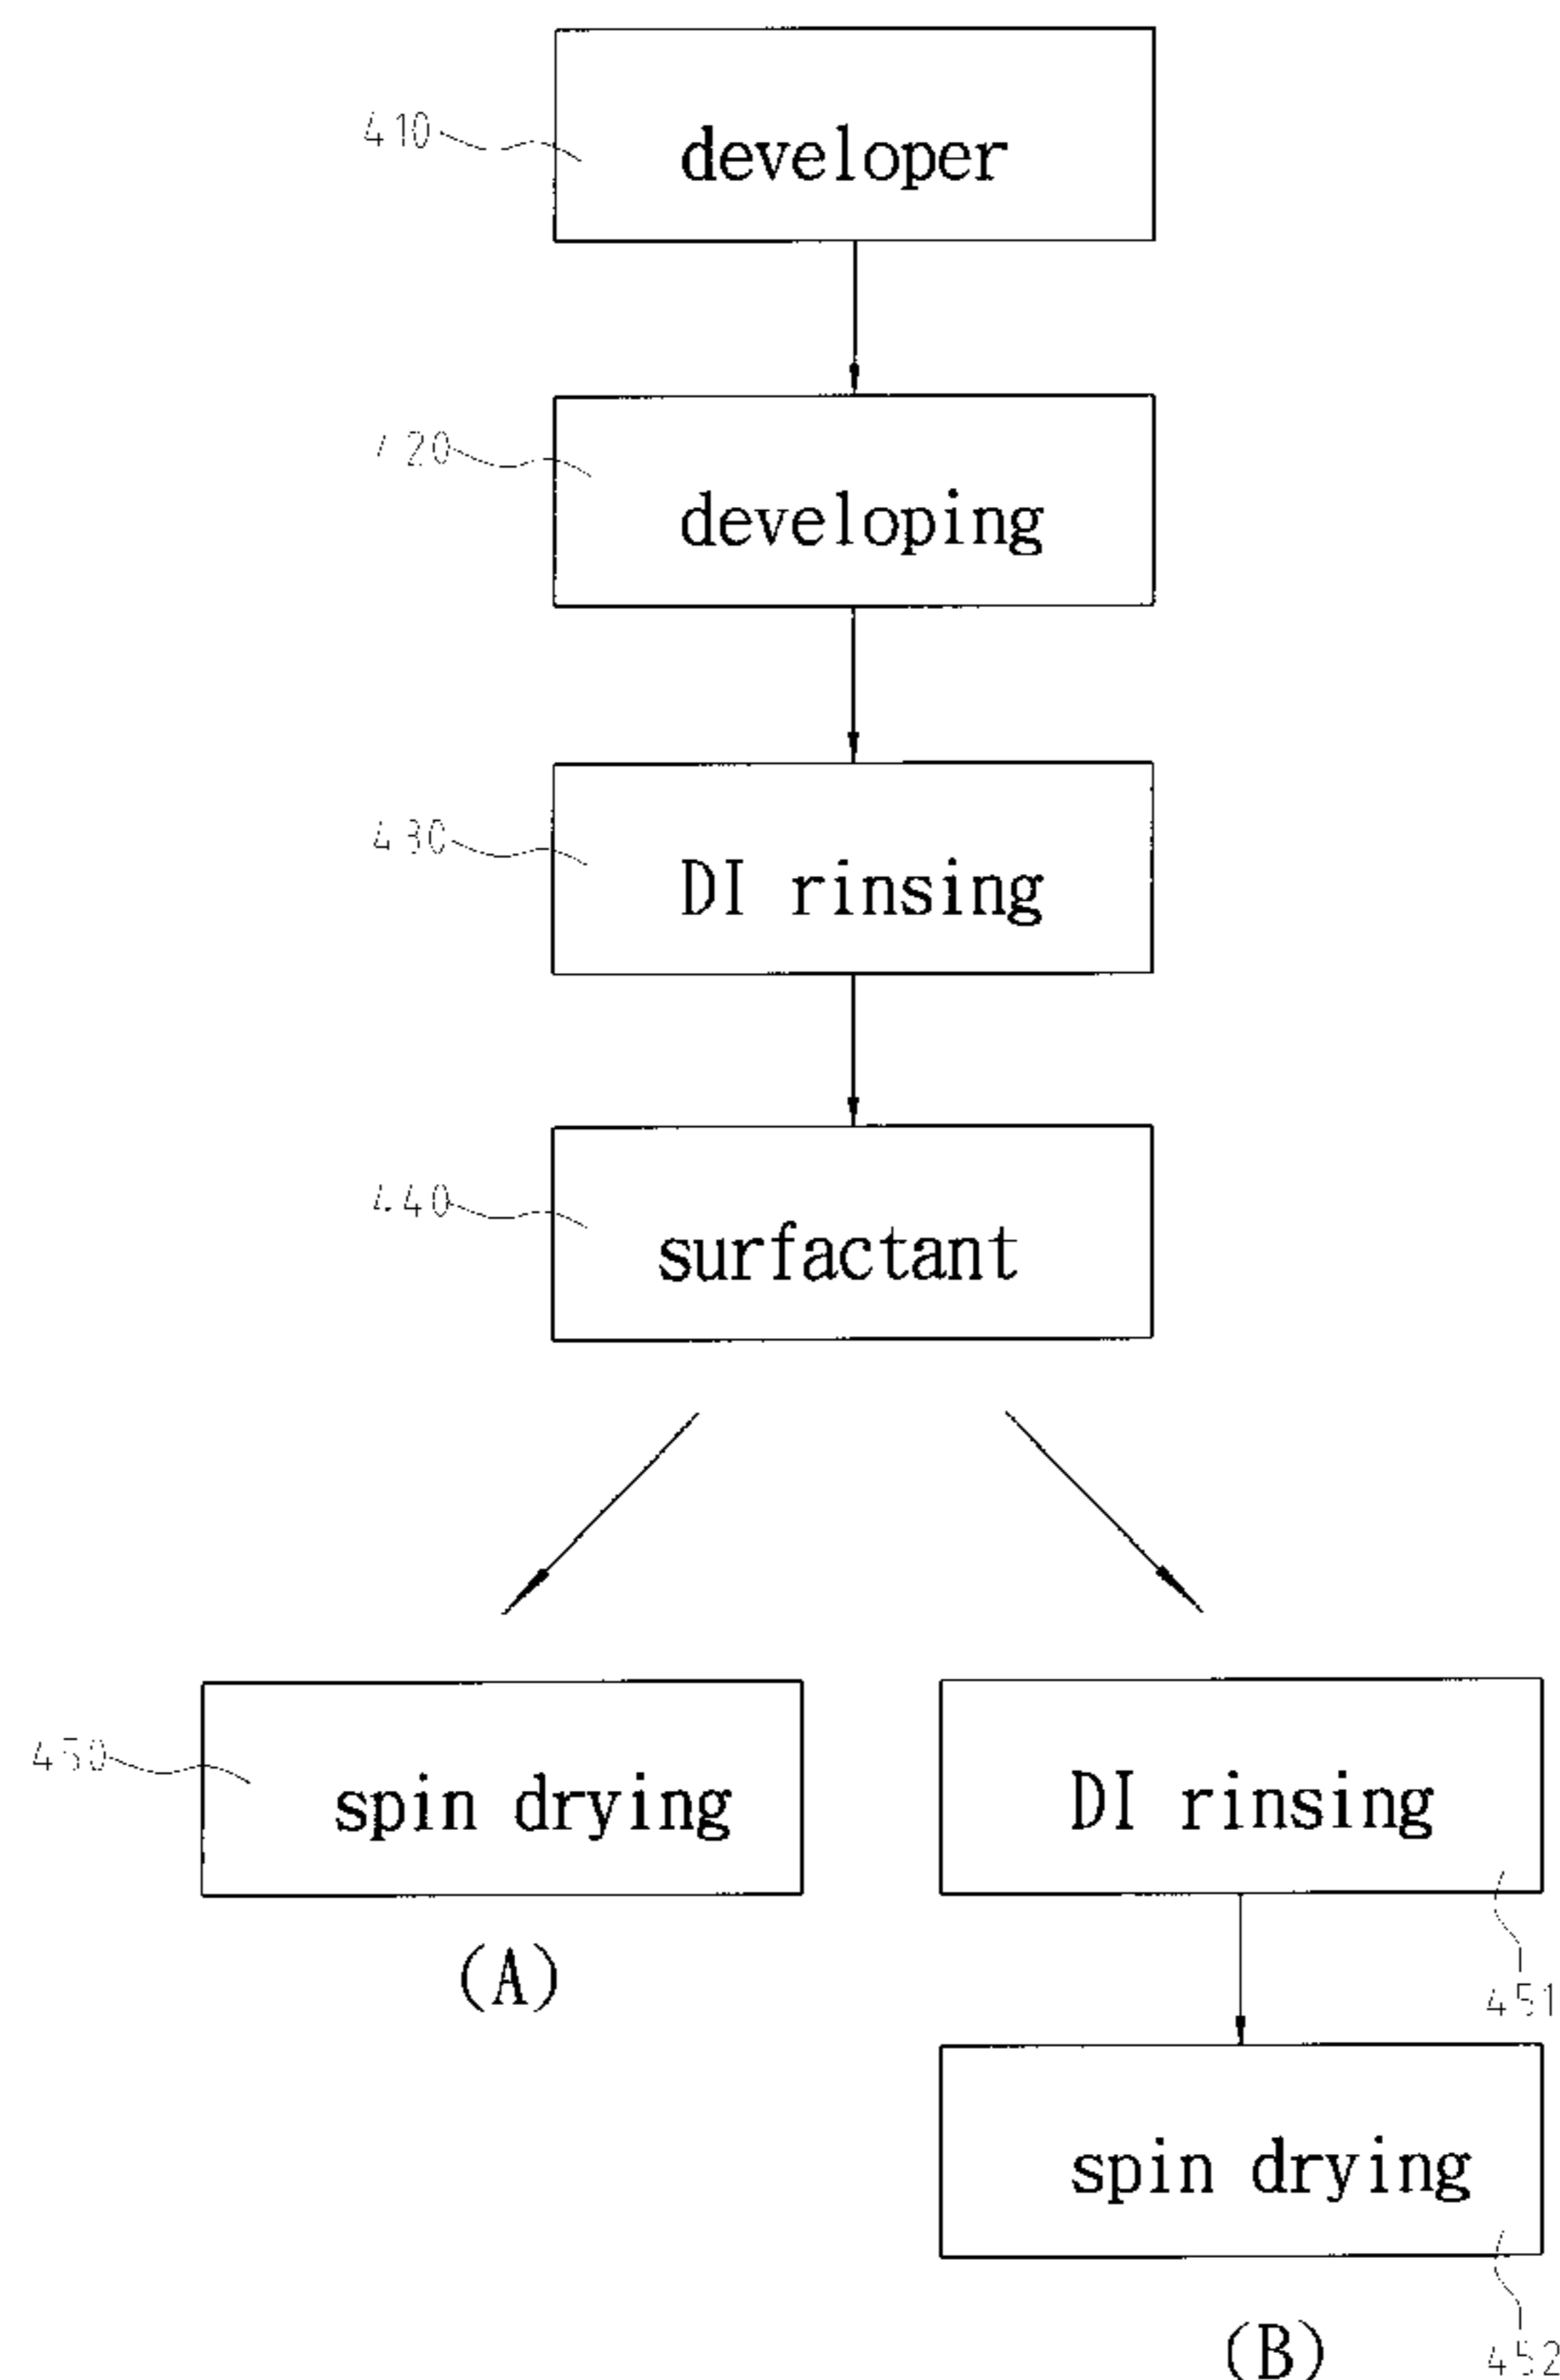 410
developer
420
developing
430
DI rinsing
440
surfactant
450
spin drying
DI rinsing
451
(A)
spin drying
452
(B)